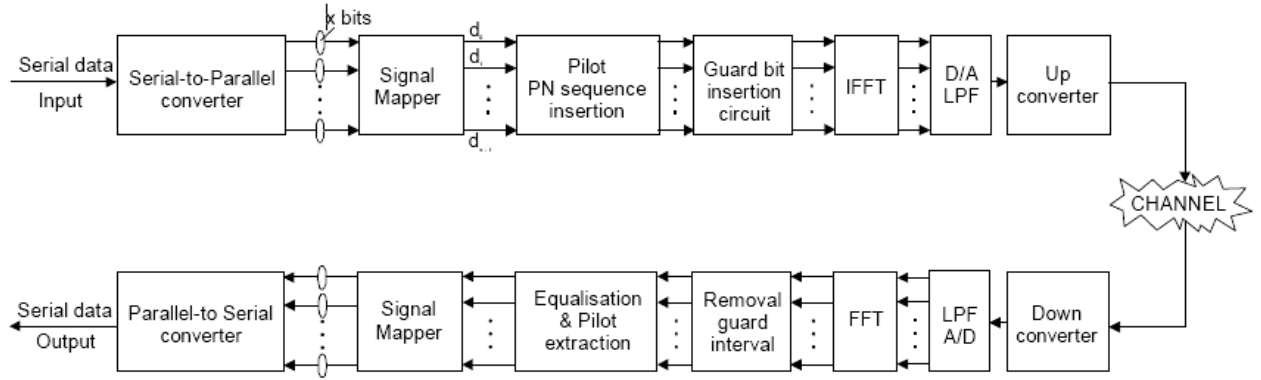 x bits
Serial data
Input
Serial-to-Parallel
converter
Signal
Mapper
Pilot
PN sequence
insertion
Guard bit
insertion
circuit
IFFT
D/A
LPF
Up
converter
CHANNEL
Serial data
Output
Parallel-to Serial
converter
Signal
Mapper
Equalisation
& Pilot
extraction
Removal
guard
interval
FFT
LPF
A/D
Down
converter